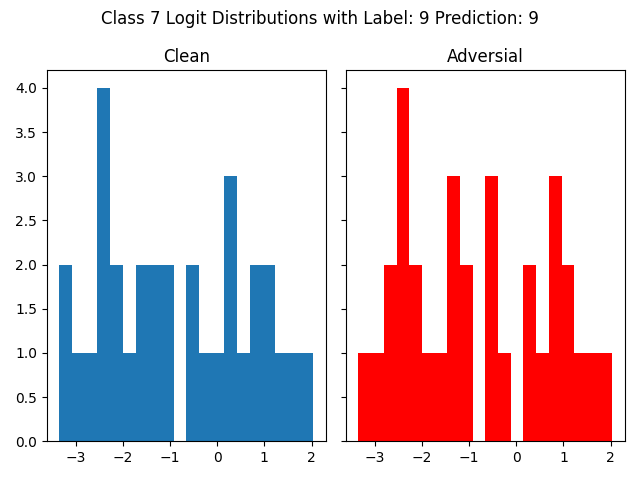 Class 7 Logit Distributions with Label: 9 Prediction: 9
Clean
Adversial
4.0
3.5
3.0
2.5
2.0
1.5
1.0
0.5
0.0
−3 −2 −1 0 1 2
−3 −2 −1 0 1 2